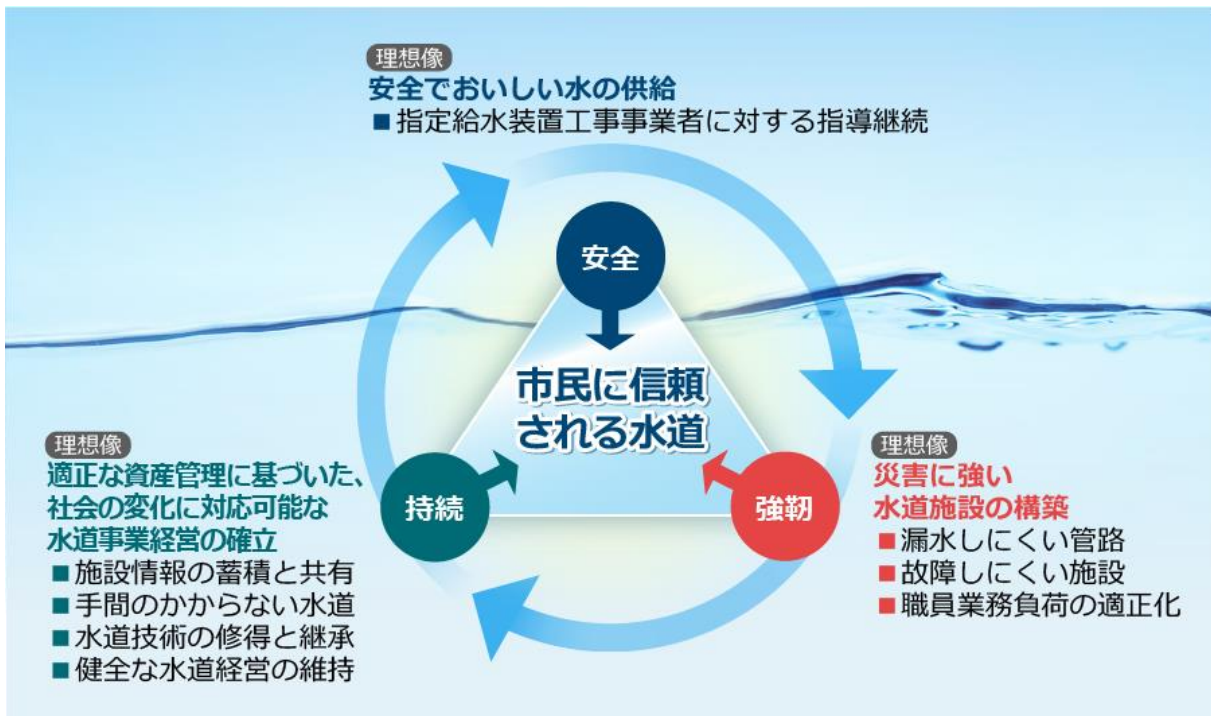 理想像
安全でおいしい水の供給
■指定給水装置工事事業者に対する指導継続
安全
市民に信頼
される水道
持続
強靭
理想像
適正な資産管理に基づいた、
社会の変化に対応可能な
水道事業経営の確立
■施設情報の蓄積と共有
■手間のかからない水道
■水道技術の修得と継承
■健全な水道経営の維持
理想像
災害に強い
水道施設の構築
■漏水しにくい管路
■故障しにくい施設
■職員業務負荷の適正化